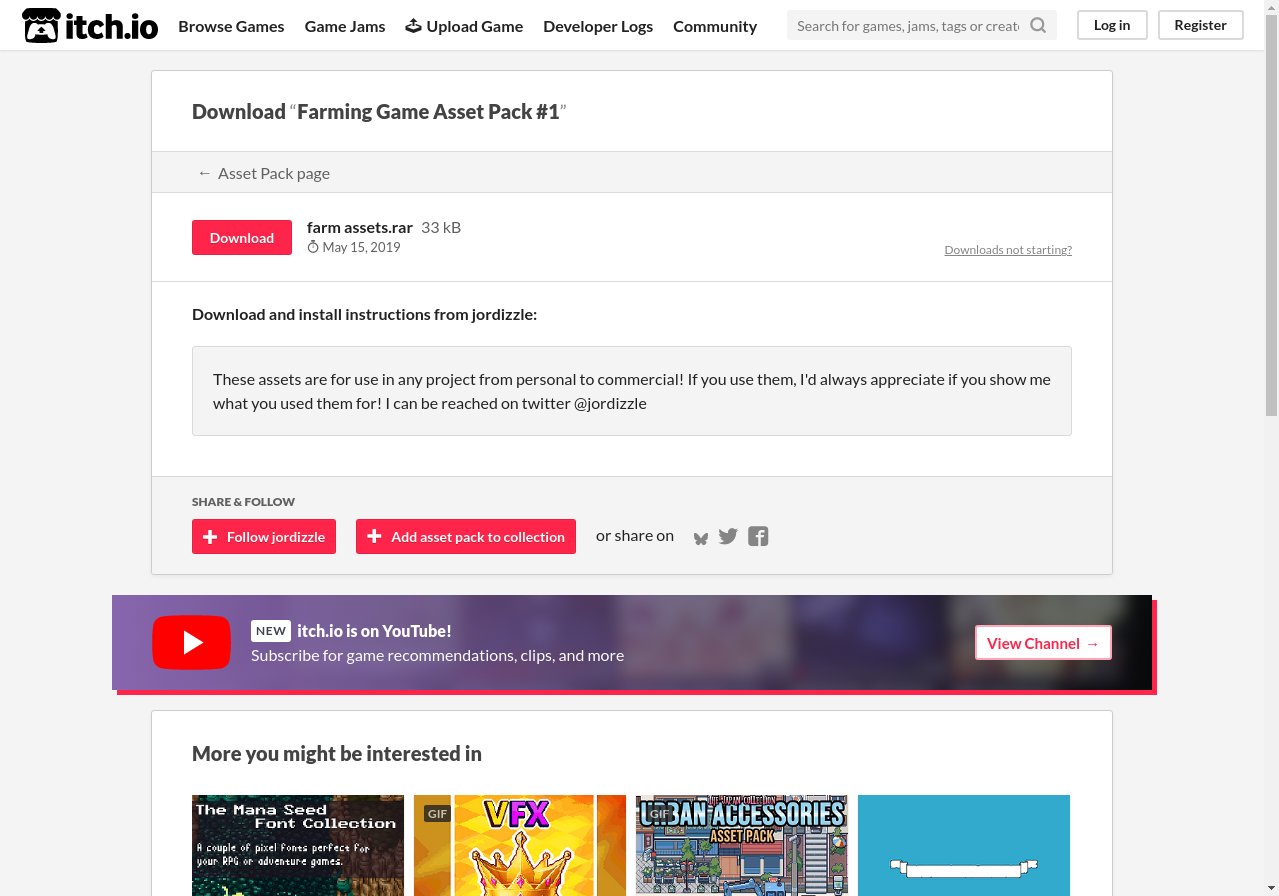 itch.io
Browse Games
Game Jams
Upload Game
Developer Logs
Community
Search for games, jams, tags or creat
Log in
Register
Download “Farming Game Asset Pack #1”
← Asset Pack page
Download
farm assets.rar 33 kB
May 15, 2019
Downloads not starting?
Download and install instructions from jordizzle:
These assets are for use in any project from personal to commercial! If you use them, I'd always appreciate if you show me
what you used them for! I can be reached on twitter @jordizzle
SHARE & FOLLOW
Follow jordizzle
Add asset pack to collection
or share on
NEW itch.io is on YouTube!
Subscribe for game recommendations, clips, and more
View Channel →
More you might be interested in
The Mana Seed
Font Collection
A couple of pixel fonts perfect for
your RPG or adventure games.
GIF
VFX
GIF
THE JAPAN COLLECTION
URBAN ACCESSORIES
ASSET PACK